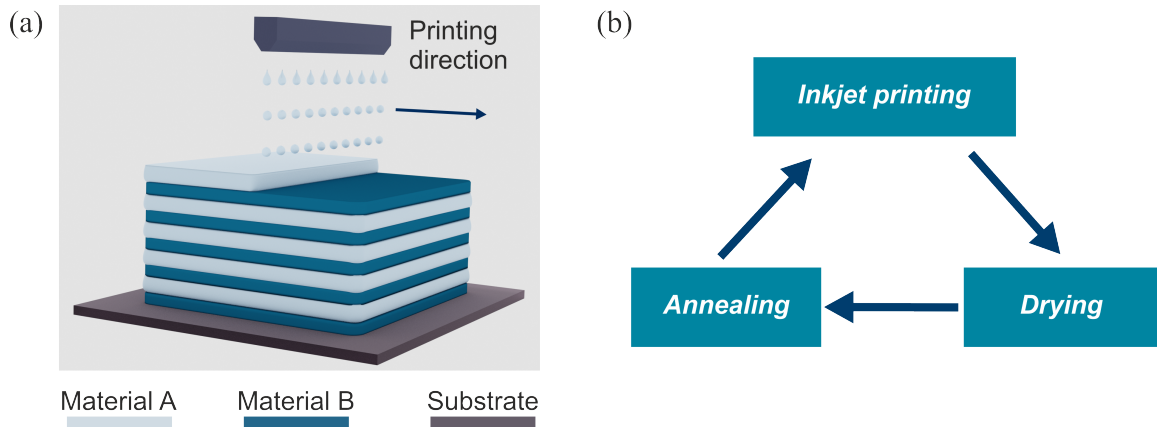 (a)
Printing
direction
Material A
Material B
Substrate
(b)
Inkjet printing
Annealing
Drying